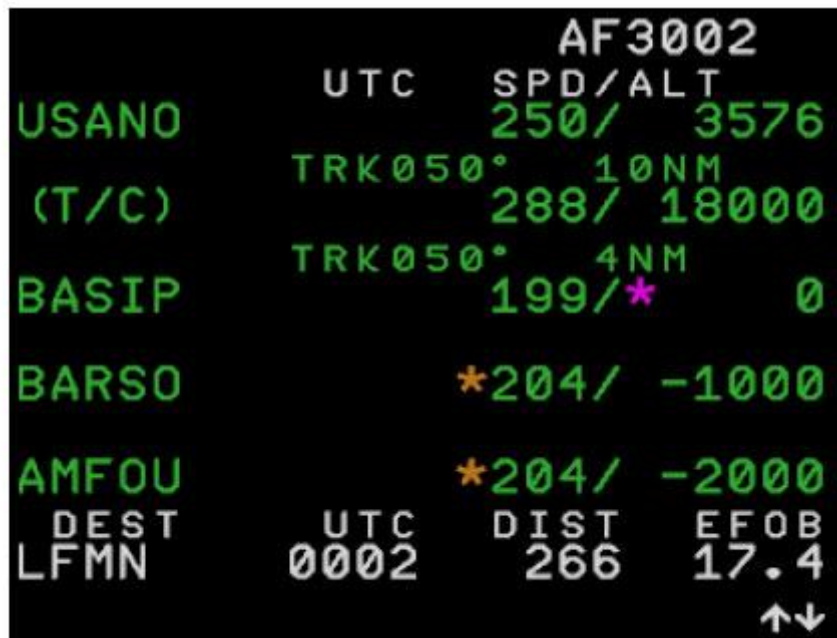 AF3002
UTC SPD/ALT
USANO 250/ 3576
TRK050° 10NM
(T/C) 288/ 18000
TRK050° 4NM
BASIP 199/* 0
BARSO *204/ -1000
AMFOU *204/ -2000
DEST UTC DIST EFOB
LFMN 0002 266 17.4
↑↓